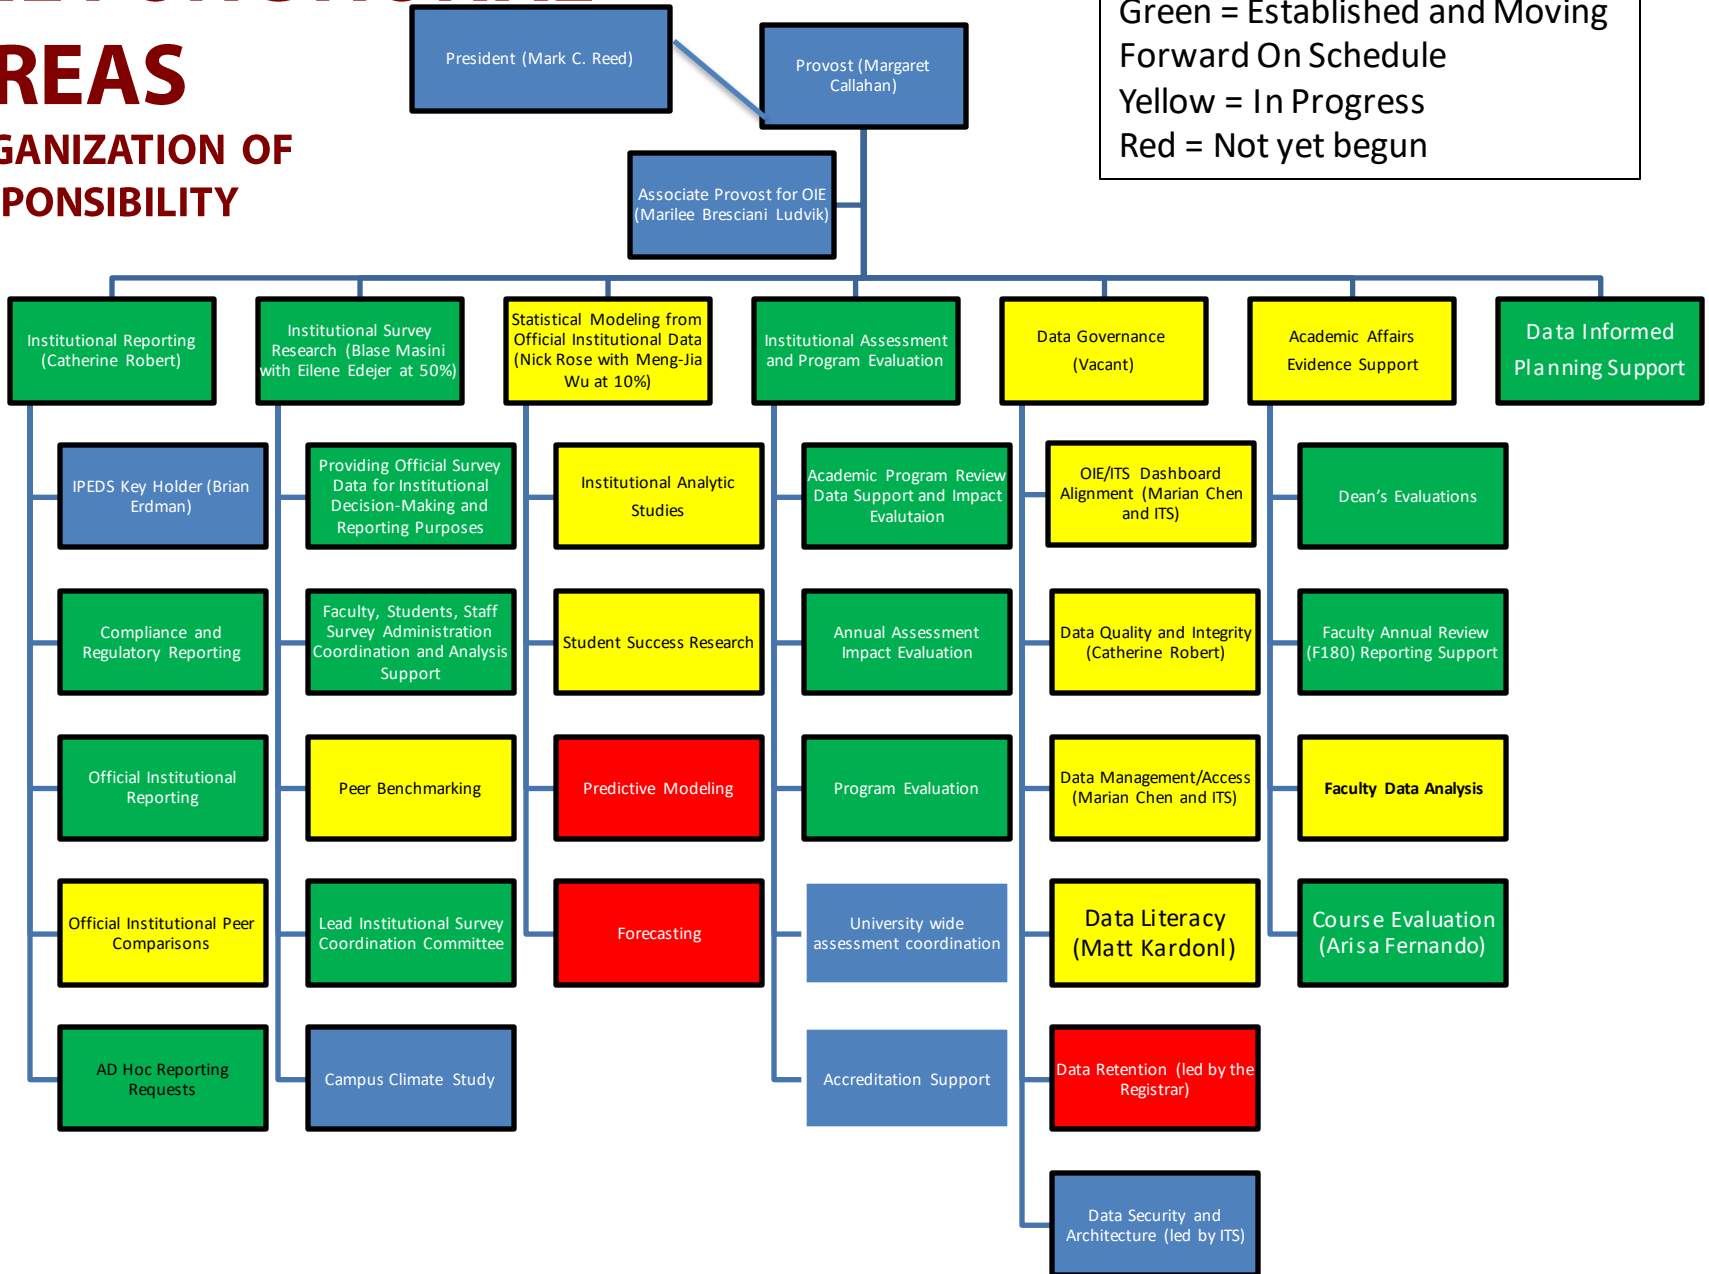 REAS
GANIZATION OF
PONSIBILITY
President (Mark C. Reed)
Provost (Margaret
Callahan)
Green = Established and Moving
Forward On Schedule
Yellow = In Progress
Red = Not yet begun
Associate Provost for OIE
(Marilee Bresciani Ludvik)
Institutional Reporting
(Catherine Robert)
Institutional Survey
Research (Blase Masini
with Eilene Edejer at 50%)
Statistical Modeling from
Official Institutional Data
(Nick Rose with Meng-Jia
Wu at 10%)
Institutional Assessment
and Program Evaluation
Data Governance
(Vacant)
Academic Affairs
Evidence Support
Data Informed
Planning Support
IPEDS Key Holder (Brian
Erdman)
Providing Official Survey
Data for Institutional
Decision-Making and
Reporting Purposes
Institutional Analytic
Studies
Academic Program Review
Data Support and Impact
Evalutaion
OIE/ITS Dashboard
Alignment (Marian Chen
and ITS)
Dean's Evaluations
Compliance and
Regulatory Reporting
Faculty, Students, Staff
Survey Administration
Coordination and Analysis
Support
Student Success Research
Annual Assessment
Impact Evaluation
Data Quality and Integrity
(Catherine Robert)
Faculty Annual Review
(F180) Reporting Support
Official Institutional
Reporting
Peer Benchmarking
Predictive Modeling
Program Evaluation
Data Management/Access
(Marian Chen and ITS)
Faculty Data Analysis
Official Institutional Peer
Comparisons
Lead Institutional Survey
Coordination Committee
Forecasting
University wide
assessment coordination
Data Literacy
(Matt Kardonl)
Course Evaluation
(Arisa Fernando)
AD Hoc Reporting
Requests
Campus Climate Study
Accreditation Support
Data Retention (led by the
Registrar)
Data Security and
Architecture (led by ITS)